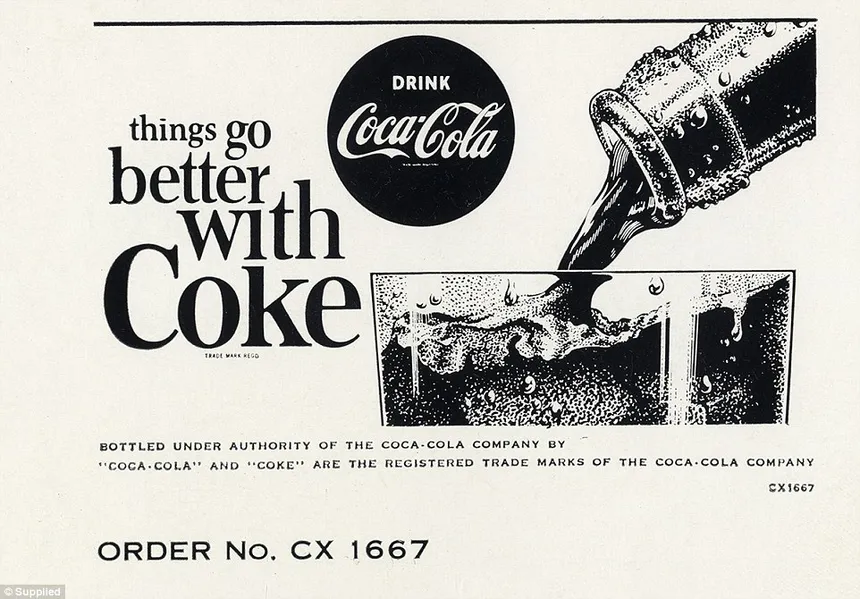 things go
better
with
Coke
TRADE MARK REGD
DRINK
Coca-Cola
BOTTLED UNDER AUTHORITY OF THE COCA-COLA COMPANY BY
"COCA-COLA" AND "COKE" ARE THE REGISTERED TRADE MARKS OF THE COCA-COLA COMPANY
CX1667
ORDER No. CX 1667
© Supplied